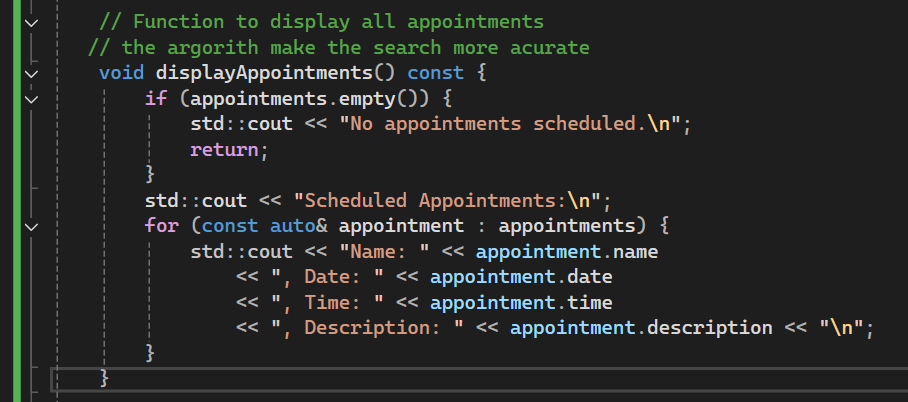 // Function to display all appointments
// the argorith make the search more acurate
void displayAppointments() const {
if (appointments.empty()) {
std::cout << "No appointments scheduled.\n";
return;
}
std::cout << "Scheduled Appointments:\n";
for (const auto& appointment : appointments) {
std::cout << "Name: " << appointment.name
<< ", Date: " << appointment.date
<< ", Time: " << appointment.time
<< ", Description: " << appointment.description << "\n";
}
}